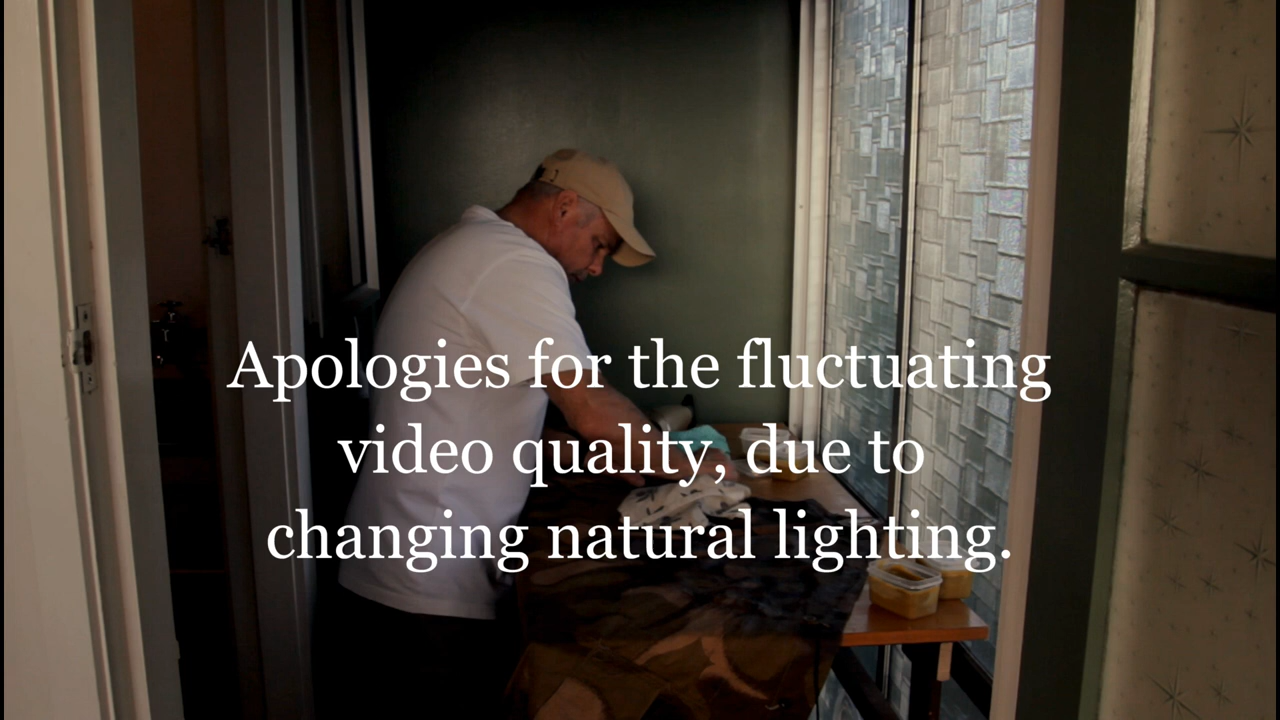 Apologies for the fluctuating
video quality, due to
changing natural lighting.